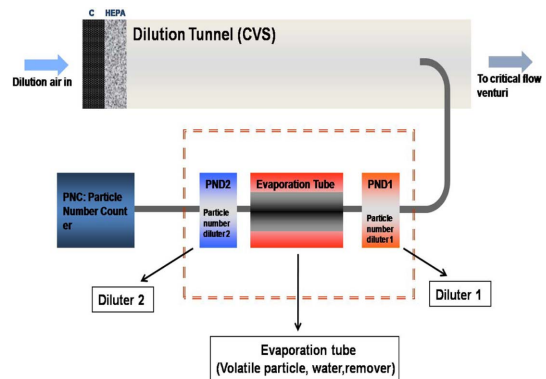 C HEPA
Dilution Tunnel (CVS)
Dilution air in
To critical flow
venturi
PND2
Evaporation Tube
PND1
PNC: Particle
Number Count
er
Particle
number
diluter2
Particle
number
diluter1
Diluter 2
Diluter 1
Evaporation tube
(Volatile particle, water,remover)